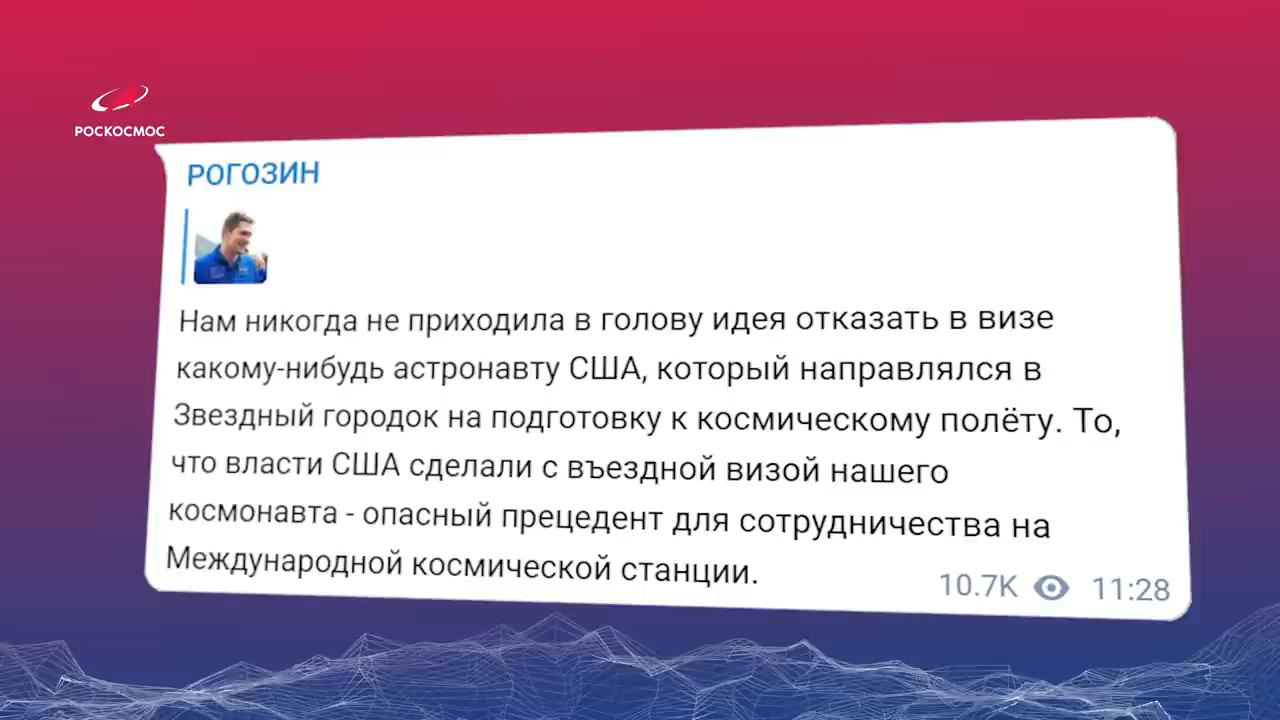 РОСКОСМОС
РОГОЗИН
Нам никогда не приходила в голову идея отказать в визе
какому-нибудь астронавту США, который направлялся в
Звездный городок на подготовку к космическому полёту. То,
что власти США сделали с въездной визой нашего
космонавта - опасный прецедент для сотрудничества на
Международной космической станции.
10.7K 11:28